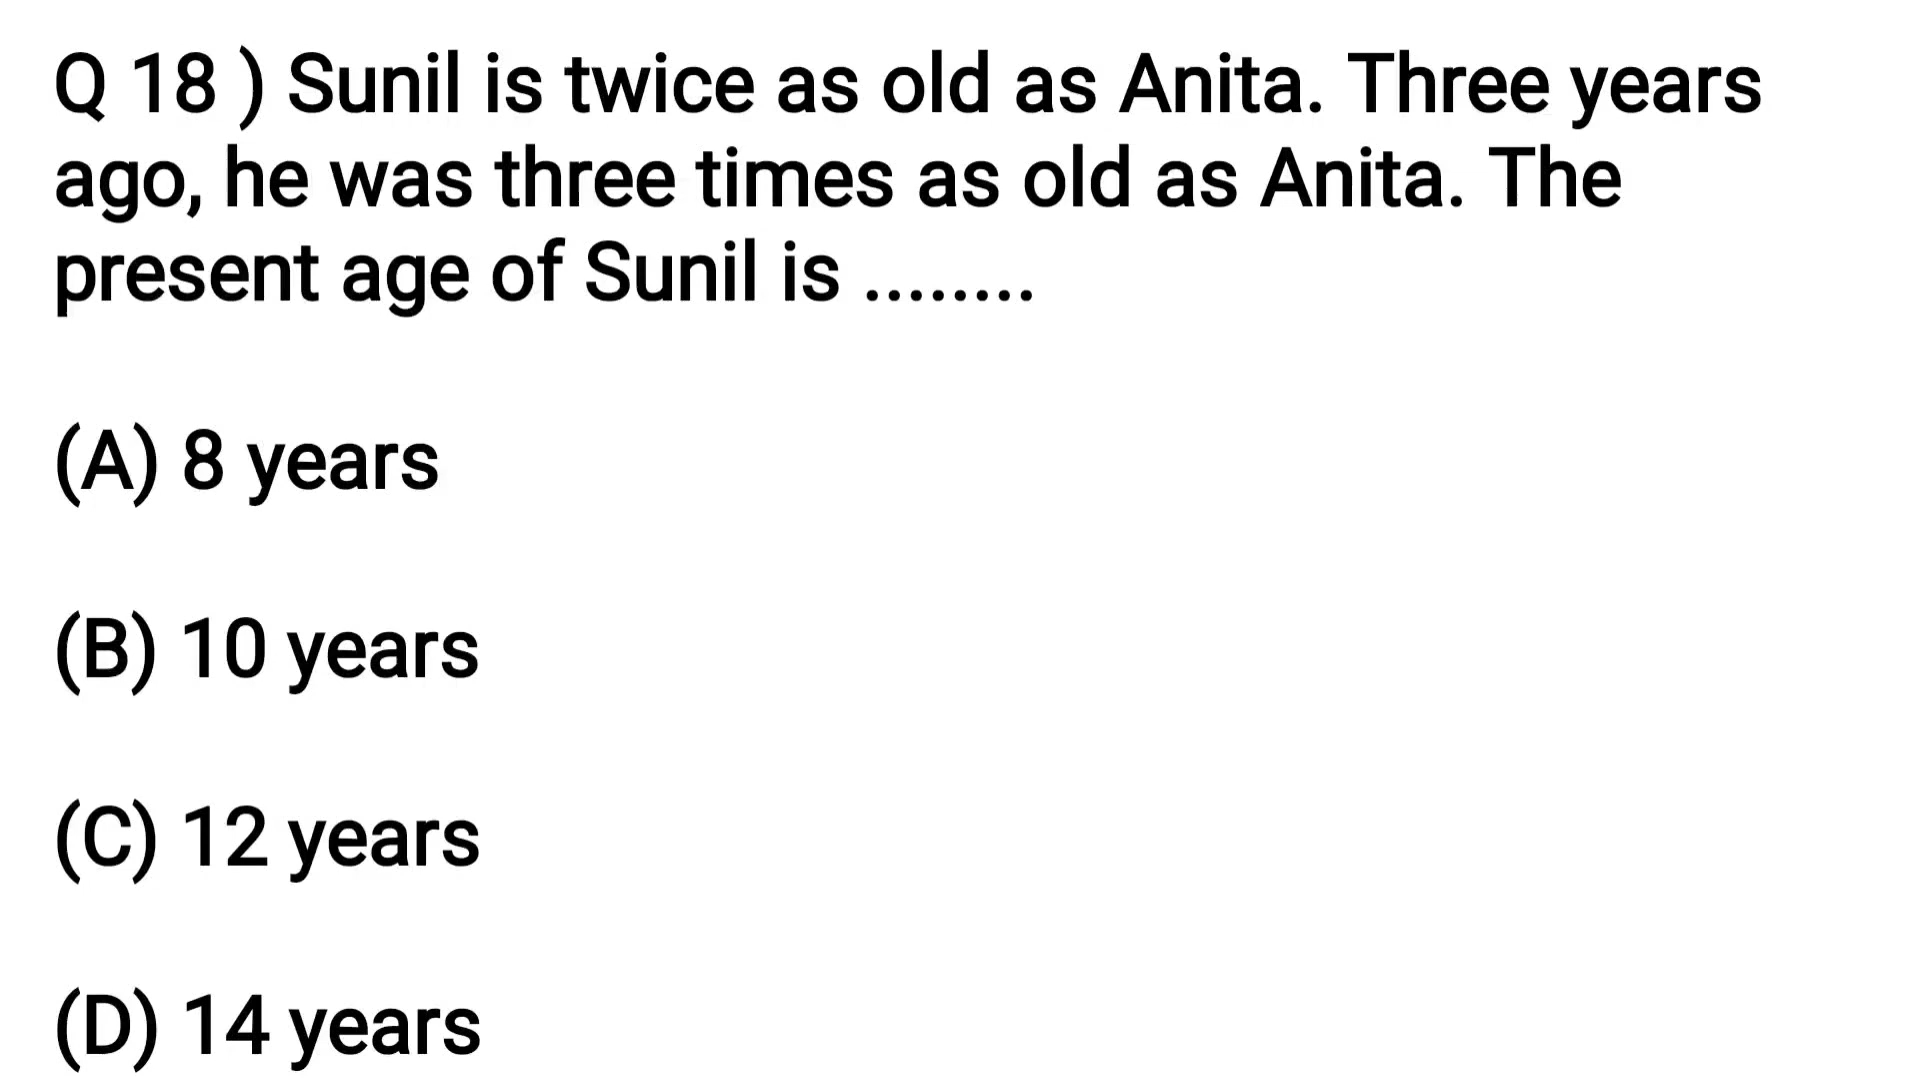 Q 18 ) Sunil is twice as old as Anita. Three years
ago, he was three times as old as Anita. The
present age of Sunil is ........
(A) 8 years
(B) 10 years
(C) 12 years
(D) 14 years